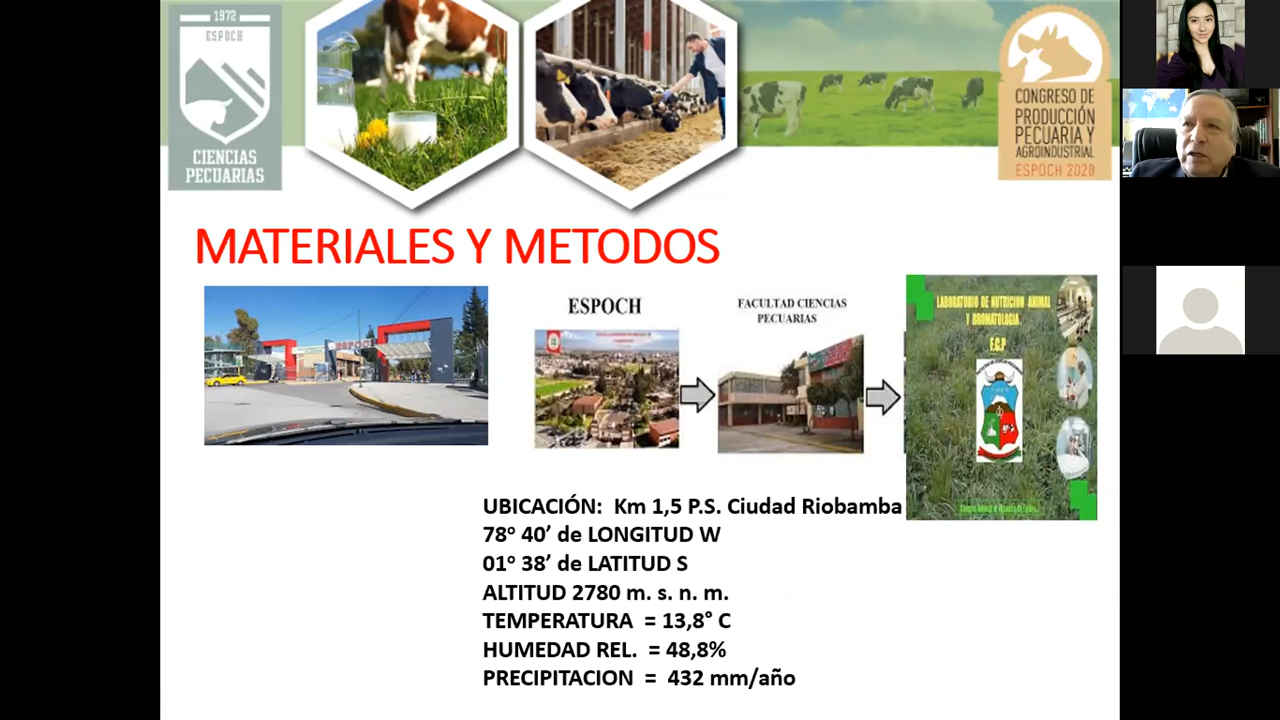 1972
ESPOCH
CIENCIAS
PECUARIAS
CONGRESO DE
PRODUCCIÓN
PECUARIA Y
AGROINDUSTRIAL
ESPOCH 2020
MATERIALES Y METODOS
ESPOCH
ESPOCH
FACULTAD CIENCIAS
PECUARIAS
LABORATORIO DE NUTRICION ANIMAL
Y BROMATOLOGIA.
F.C.P
UBICACIÓN: Km 1,5 P.S. Ciudad Riobamba
78° 40’ de LONGITUD W
01° 38’ de LATITUD S
ALTITUD 2780 m. s. n. m.
TEMPERATURA = 13,8° C
HUMEDAD REL. = 48,8%
PRECIPITACION = 432 mm/año